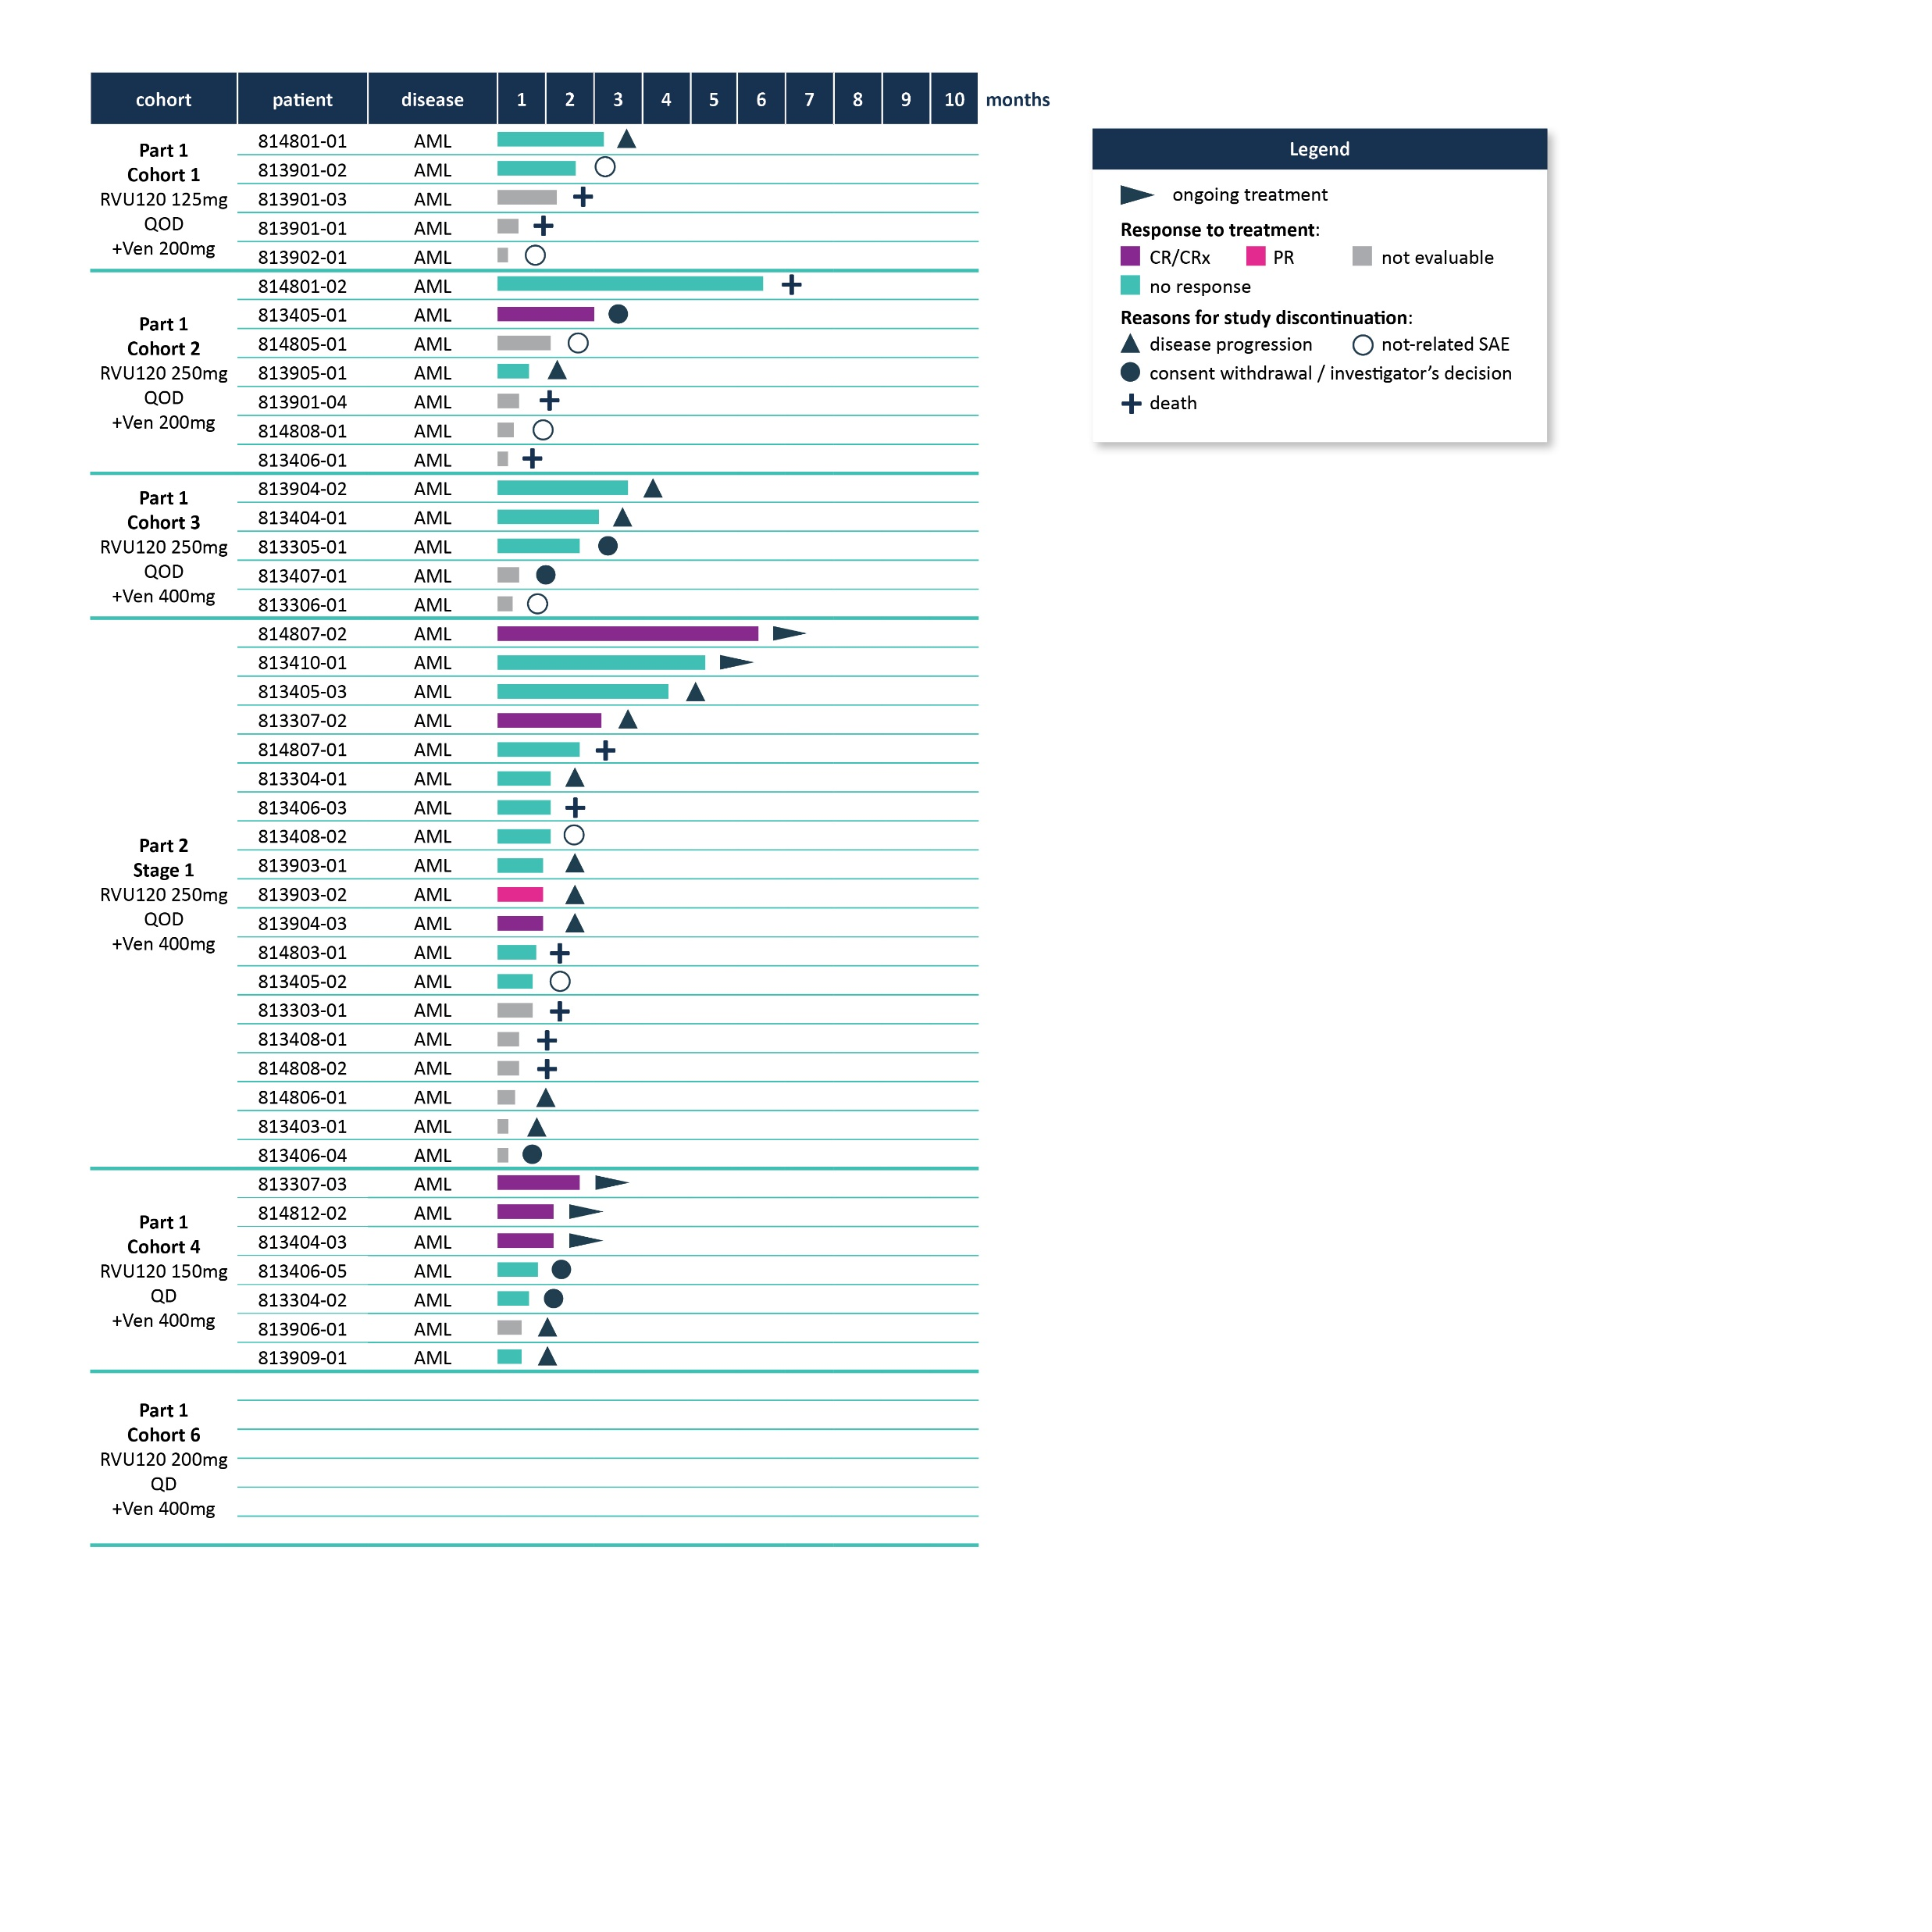 cohort patient disease 1 2 3 4 5 6 7 8 9 10 months
Part 1
Cohort 1
RVU120 125mg
QOD
+Ven 200mg
814801-01 AML
813901-02 AML
813901-03 AML
813901-01 AML
813902-01 AML
Part 1
Cohort 2
RVU120 250mg
QOD
+Ven 200mg
814801-02 AML
813405-01 AML
814805-01 AML
813905-01 AML
813901-04 AML
814808-01 AML
813406-01 AML
Part 1
Cohort 3
RVU120 250mg
QOD
+Ven 400mg
813904-02 AML
813404-01 AML
813305-01 AML
813407-01 AML
813306-01 AML
Part 2
Stage 1
RVU120 250mg
QOD
+Ven 400mg
814807-02 AML
813410-01 AML
813405-03 AML
813307-02 AML
814807-01 AML
813304-01 AML
813406-03 AML
813408-02 AML
813903-01 AML
813903-02 AML
813904-03 AML
814803-01 AML
813405-02 AML
813303-01 AML
813408-01 AML
814808-02 AML
814806-01 AML
813403-01 AML
813406-04 AML
Part 1
Cohort 4
RVU120 150mg
QD
+Ven 400mg
813307-03 AML
814812-02 AML
813404-03 AML
813406-05 AML
813304-02 AML
813906-01 AML
813909-01 AML
Part 1
Cohort 6
RVU120 200mg
QD
+Ven 400mg
Legend
ongoing treatment
Response to treatment:
CR/CRx PR not evaluable
no response
Reasons for study discontinuation:
disease progression not-related SAE
consent withdrawal / investigator's decision
death